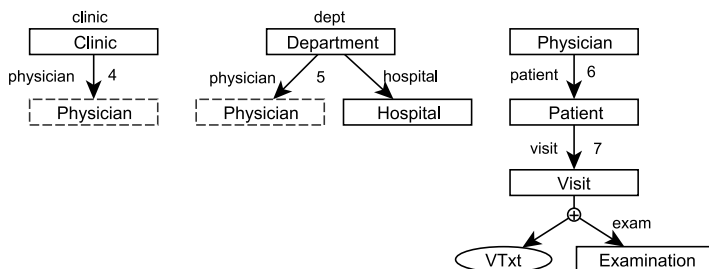 clinic
Clinic
physician 4
Physician
dept
Department
physician 5 hospital
Physician Hospital
Physician
patient 6
Patient
visit 7
Visit
exam
VTxt Examination